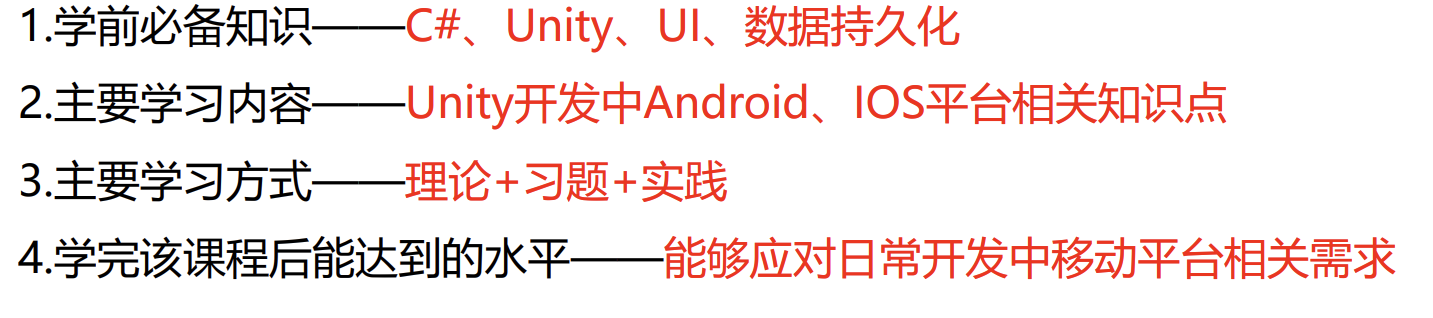 1.学前必备知识——C#、Unity、UI、数据持久化
2.主要学习内容——Unity开发中Android、IOS平台相关知识点
3.主要学习方式——理论+习题+实践
4.学完该课程后能达到的水平——能够应对日常开发中移动平台相关需求